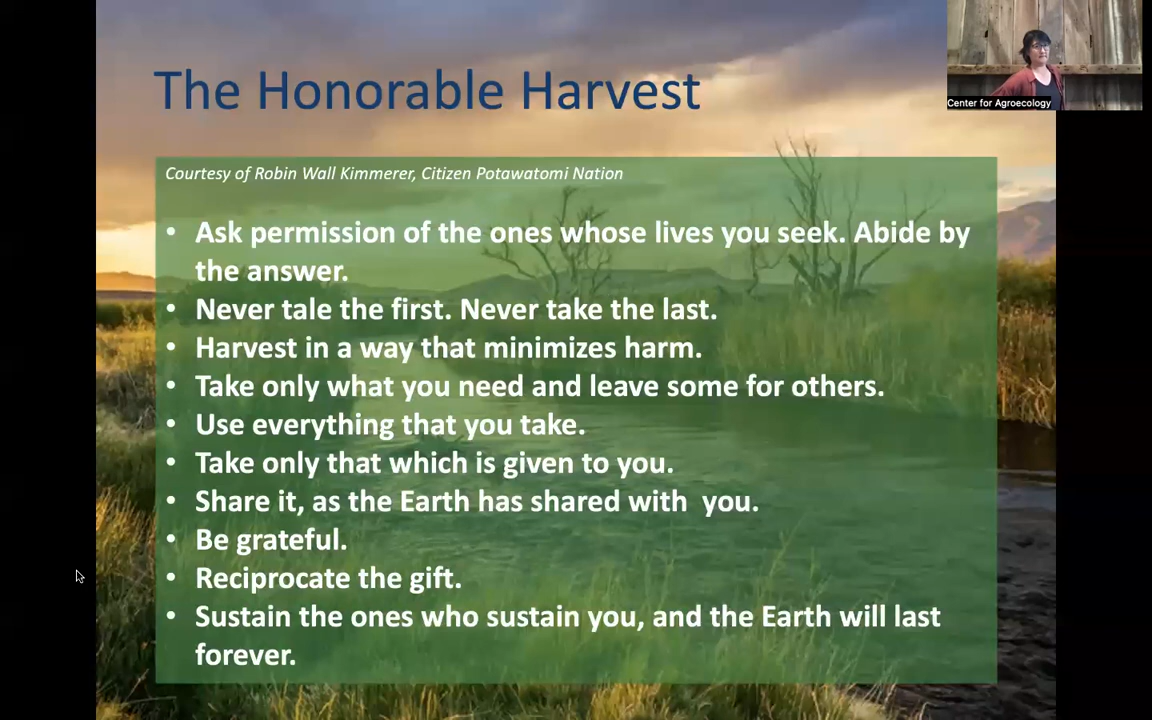 The Honorable Harvest
Center for Agroecology
Courtesy of Robin Wall Kimmerer, Citizen Potawatomi Nation
• Ask permission of the ones whose lives you seek. Abide by
the answer.
• Never tale the first. Never take the last.
• Harvest in a way that minimizes harm.
• Take only what you need and leave some for others.
• Use everything that you take.
• Take only that which is given to you.
• Share it, as the Earth has shared with  you.
• Be grateful.
• Reciprocate the gift.
• Sustain the ones who sustain you, and the Earth will last
forever.